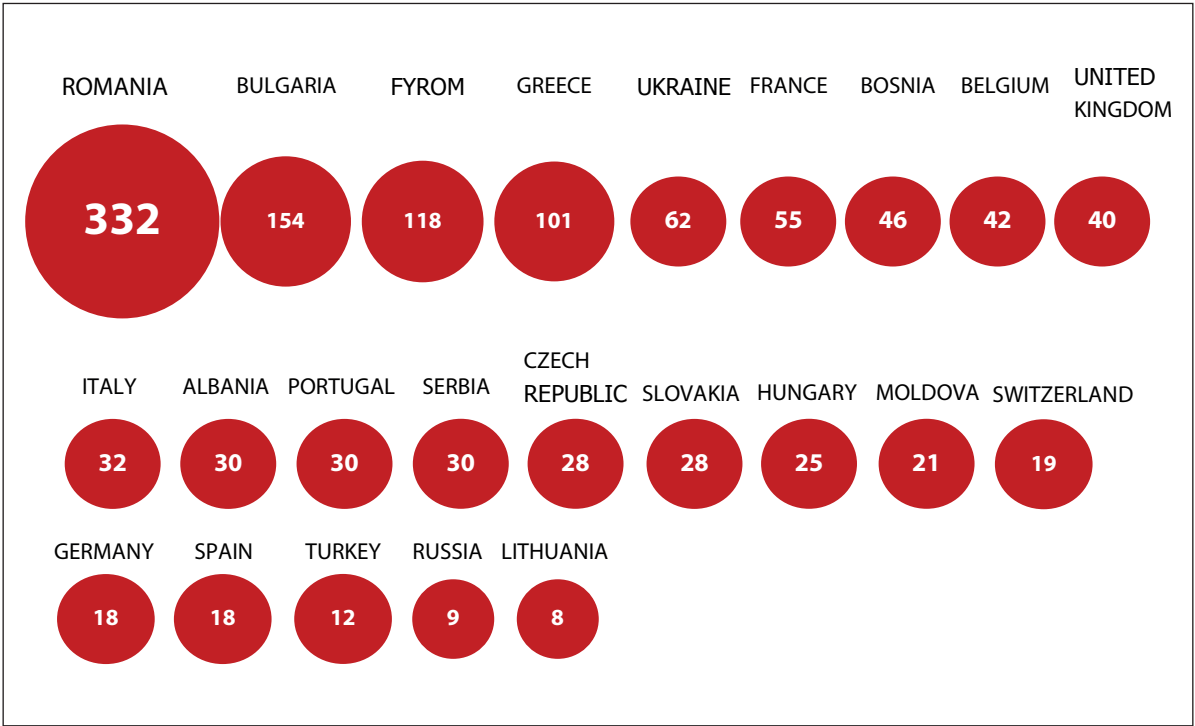 ROMANIA BULGARIA FYROM GREECE UKRAINE FRANCE BOSNIA BELGIUM UNITED
KINGDOM
332 154 118 101 62 55 46 42 40
CZECH
ITALY ALBANIA PORTUGAL SERBIA REPUBLIC SLOVAKIA HUNGARY MOLDOVA SWITZERLAND
32 30 30 30 28 28 25 21 19
GERMANY SPAIN TURKEY RUSSIA LITHUANIA
18 18 12 9 8